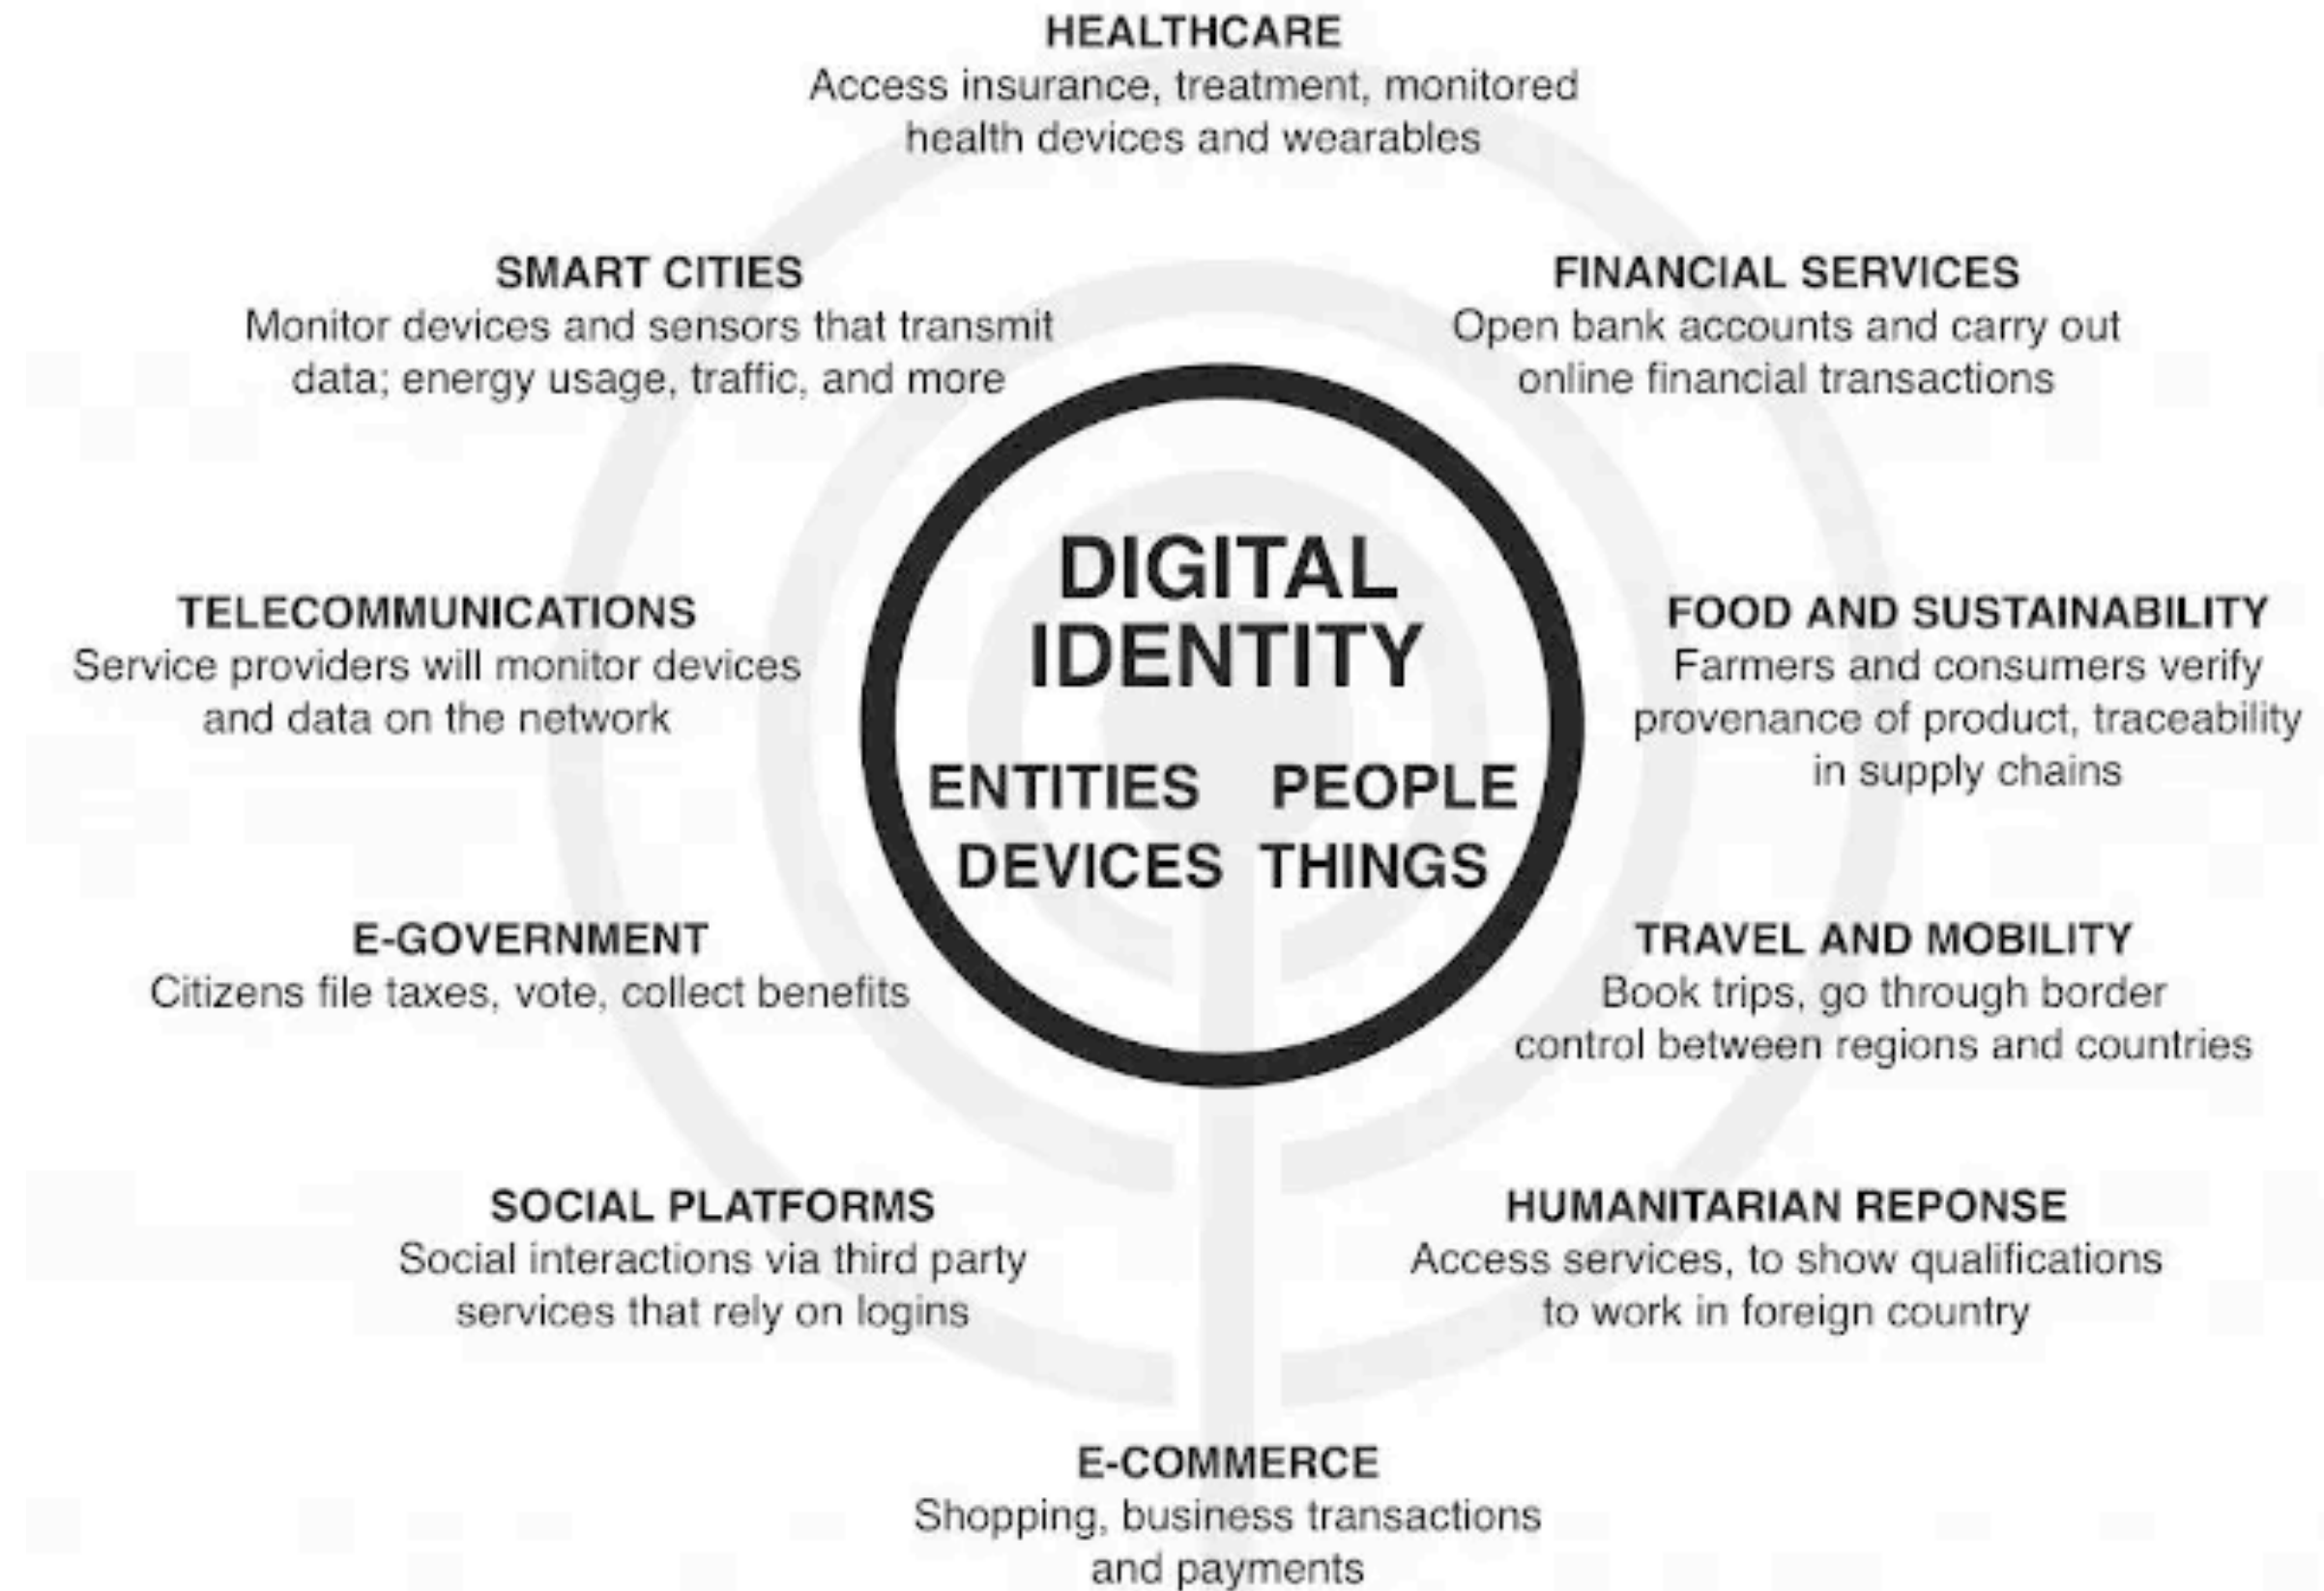 HEALTHCARE
Access insurance, treatment, monitored
health devices and wearables
SMART CITIES
Monitor devices and sensors that transmit
data; energy usage, traffic, and more
FINANCIAL SERVICES
Open bank accounts and carry out
online financial transactions
DIGITAL
IDENTITY
ENTITIES PEOPLE
DEVICES THINGS
TELECOMMUNICATIONS
Service providers will monitor devices
and data on the network
FOOD AND SUSTAINABILITY
Farmers and consumers verify
provenance of product, traceability
in supply chains
E-GOVERNMENT
Citizens file taxes, vote, collect benefits
TRAVEL AND MOBILITY
Book trips, go through border
control between regions and countries
SOCIAL PLATFORMS
Social interactions via third party
services that rely on logins
HUMANITARIAN REPONSE
Access services, to show qualifications
to work in foreign country
E-COMMERCE
Shopping, business transactions
and payments